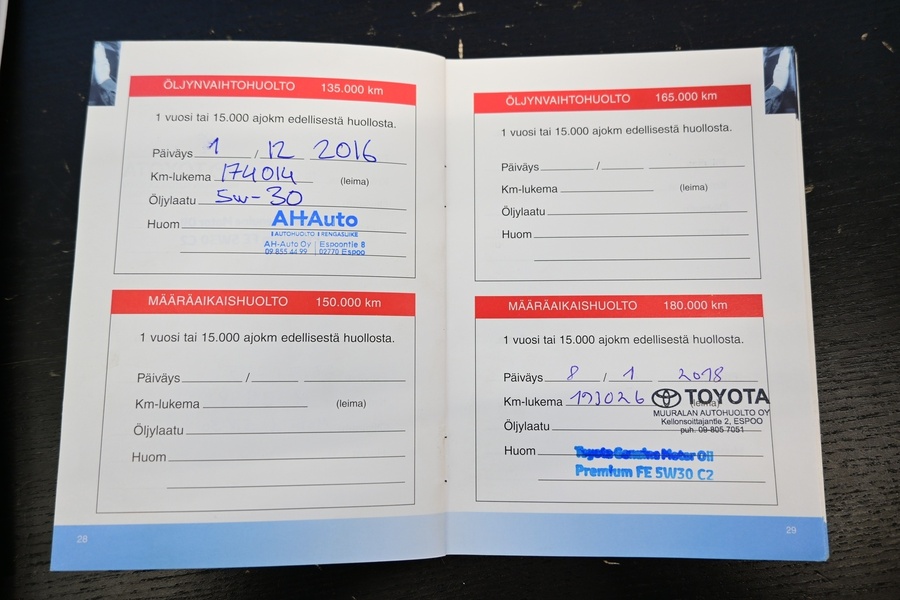 ÖLJYNVAIHTOHUOLTO 135.000 km
1 vuosi tai 15.000 ajokm edellisestä huollosta.
Päiväys 1 / 12 2016
Km-lukema 174014 (leima)
Öljylaatu 5w-30
Huom
AHAuto
AUTOHUOLTO | RENGASLIIKE
AH-Auto Oy | Espoontie 8
09 855 44 99 | 02770 Espoo
MÄÄRÄAIKAISHUOLTO 150.000 km
1 vuosi tai 15.000 ajokm edellisestä huollosta.
Päiväys /
Km-lukema (leima)
Öljylaatu
Huom
28
ÖLJYNVAIHTOHUOLTO 165.000 km
1 vuosi tai 15.000 ajokm edellisestä huollosta.
Päiväys /
Km-lukema (leima)
Öljylaatu
Huom
MÄÄRÄAIKAISHUOLTO 180.000 km
1 vuosi tai 15.000 ajokm edellisestä huollosta.
Päiväys 8 / 1 2018
Km-lukema (leima)
TOYOTA
MUURALAN AUTOHUOLTO OY
Kellonsoittajantie 2, ESPOO
puh. 09-805 7051
Öljylaatu
Huom
Toyota Genuine Motor Oil
Premium FE 5W30 C2
29